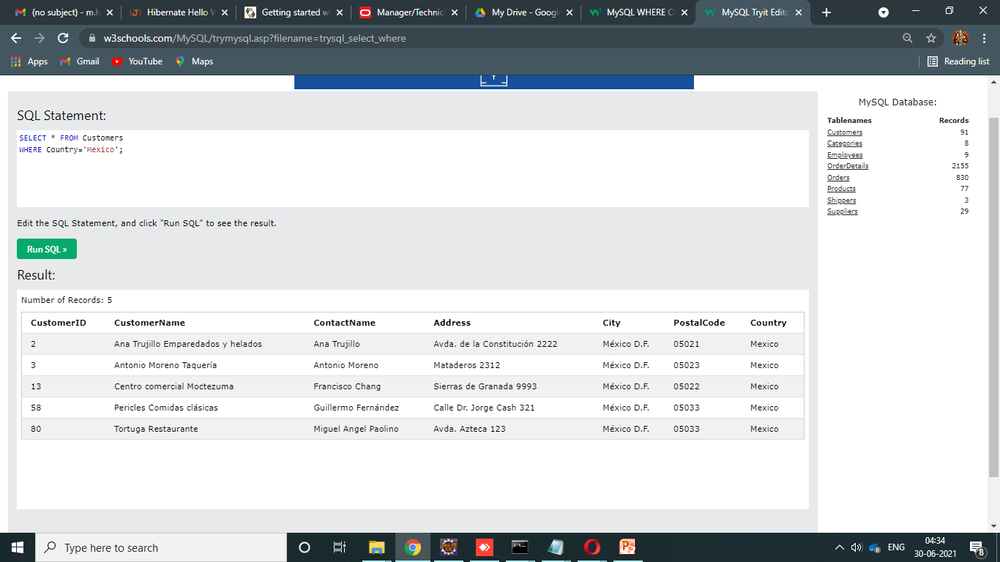 (no subject) - m.h
Hibernate Hello W
Getting started w
Manager/Technici
My Drive - Google
MySQL WHERE C
MySQL Tryit Edito
w3schools.com/MySQL/trymysql.asp?filename=trysql_select_where
Apps Gmail YouTube Maps Reading list
SQL Statement:
SELECT * FROM Customers
WHERE Country='Mexico';
Edit the SQL Statement, and click "Run SQL" to see the result.
Run SQL »
Result:
Number of Records: 5
CustomerID CustomerName ContactName Address City PostalCode Country
2 Ana Trujillo Emparedados y helados Ana Trujillo Avda. de la Constitución 2222 México D.F. 05021 Mexico
3 Antonio Moreno Taquería Antonio Moreno Mataderos 2312 México D.F. 05023 Mexico
13 Centro comercial Moctezuma Francisco Chang Sierras de Granada 9993 México D.F. 05022 Mexico
58 Pericles Comidas clásicas Guillermo Fernández Calle Dr. Jorge Cash 321 México D.F. 05033 Mexico
80 Tortuga Restaurante Miguel Angel Paolino Avda. Azteca 123 México D.F. 05033 Mexico
MySQL Database:
Tablenames Records
Customers 91
Categories 8
Employees 9
OrderDetails 2155
Orders 830
Products 77
Shippers 3
Suppliers 29
Type here to search
ENG
04:34
30-06-2021
8